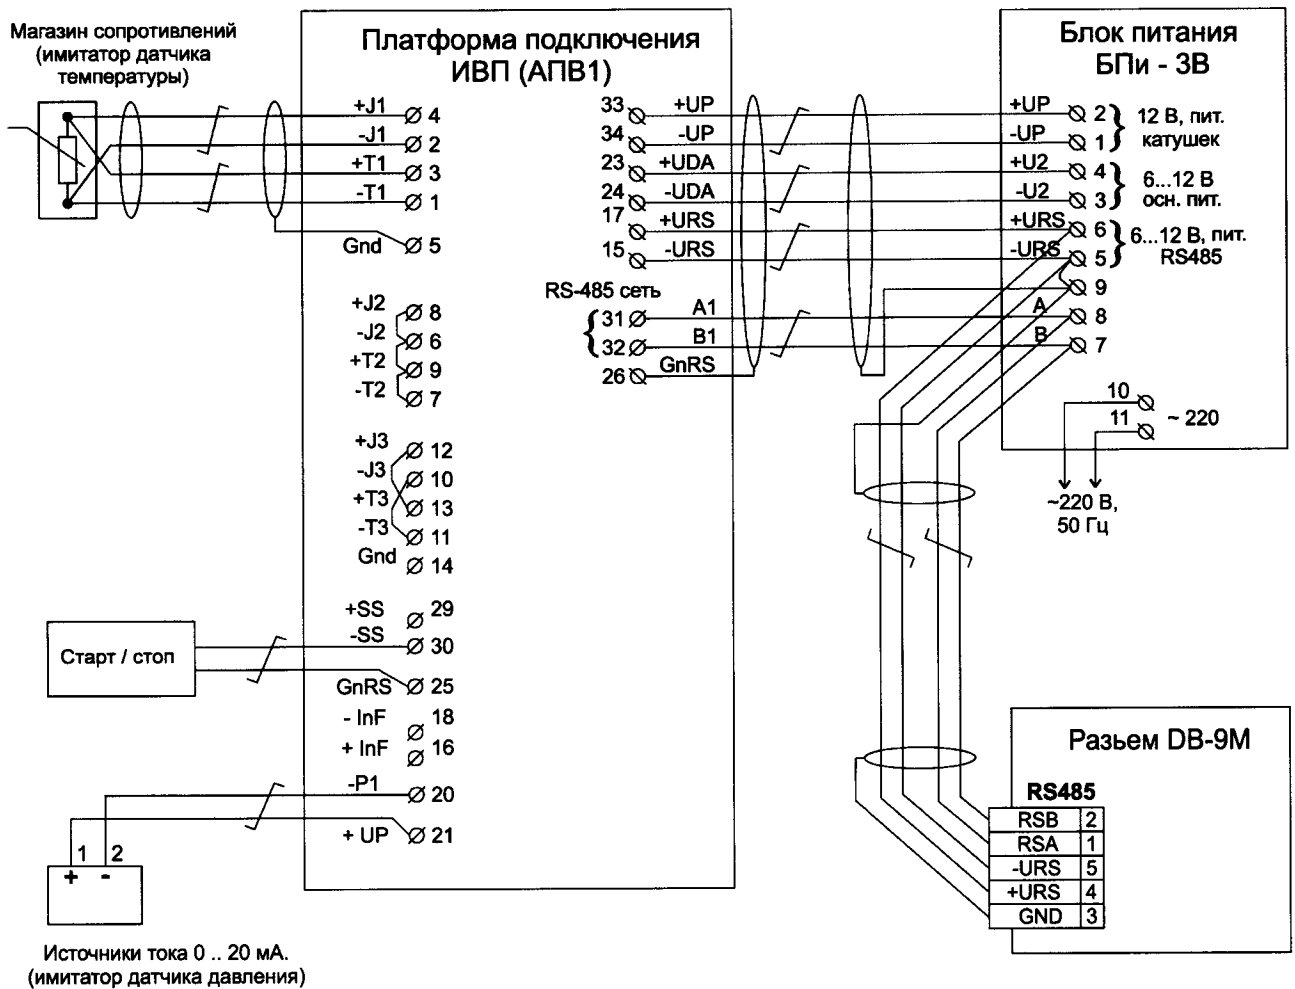 Магазин сопротивлений
(имитатор датчика
температуры)
Платформа подключения
ИВП (АПВ1)
Блок питания
БПи - 3В
+J1 4
-J1 2
+T1 3
-T1 1
Gnd 5
+J2 8
-J2 6
+T2 9
-T2 7
+J3 12
-J3 10
+T3 13
-T3 11
Gnd 14
+SS 29
-SS 30
GnRS 25
- InF 18
+ InF 16
-P1 20
+ UP 21
33 +UP
34 -UP
23 +UDA
24 -UDA
17 +URS
15 -URS
RS-485 сеть
31 A1
32 B1
26 GnRS
+UP 2
-UP 1
12 В, пит.
катушек
+U2 4
-U2 3
6...12 В
осн. пит.
+URS 6
-URS 5
6...12 В, пит.
RS485
9
A 8
B 7
10
11
~ 220
~220 В,
50 Гц
Старт / стоп
1 2
+ -
Источники тока 0 .. 20 мА.
(имитатор датчика давления)
Разьем DB-9M
RS485
RSB 2
RSA 1
-URS 5
+URS 4
GND 3